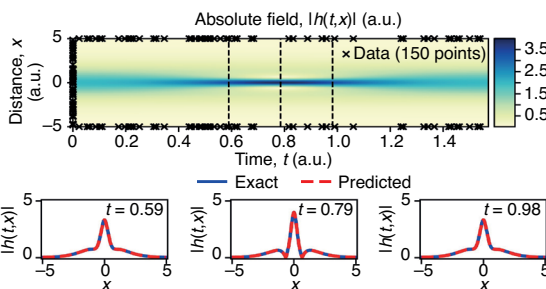 Absolute field, |h(t,x)| (a.u.)
Distance, x
(a.u.)
5
0
−5
× Data (150 points)
3.5
2.5
1.5
0.5
0 0.2 0.4 0.6 0.8 1.0 1.2 1.4
Time, t (a.u.)
Exact Predicted
|h(t,x)|
5
0
t = 0.59
−5 0 5
x
|h(t,x)|
5
0
t = 0.79
−5 0 5
x
|h(t,x)|
5
0
t = 0.98
−5 0 5
x